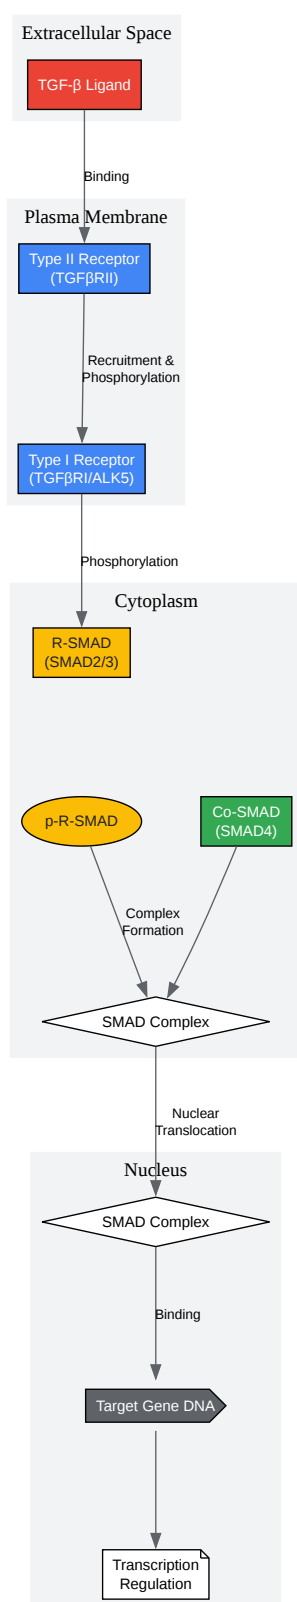 Extracellular Space
TGF-β Ligand
Binding
Plasma Membrane
Type II Receptor
(TGFβRII)
Recruitment &
Phosphorylation
Type I Receptor
(TGFβRI/ALK5)
Phosphorylation
Cytoplasm
R-SMAD
(SMAD2/3)
p-R-SMAD
Co-SMAD
(SMAD4)
Complex
Formation
SMAD Complex
Nuclear
Translocation
Nucleus
SMAD Complex
Binding
Target Gene DNA
Transcription
Regulation